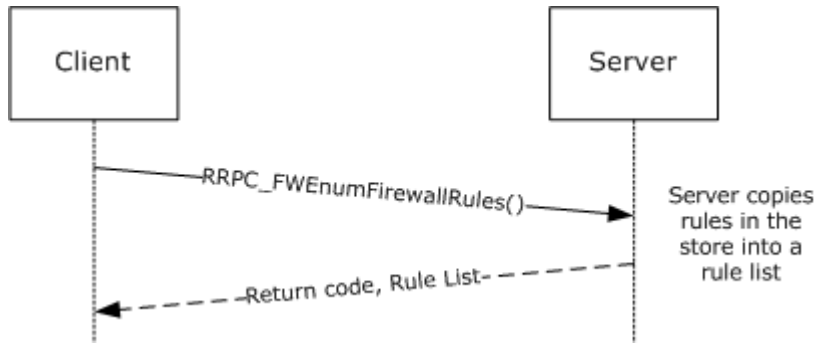 Client
Server
RRPC_FWEnumFirewallRules()
Server copies
rules in the
store into a
rule list
Return code, Rule List